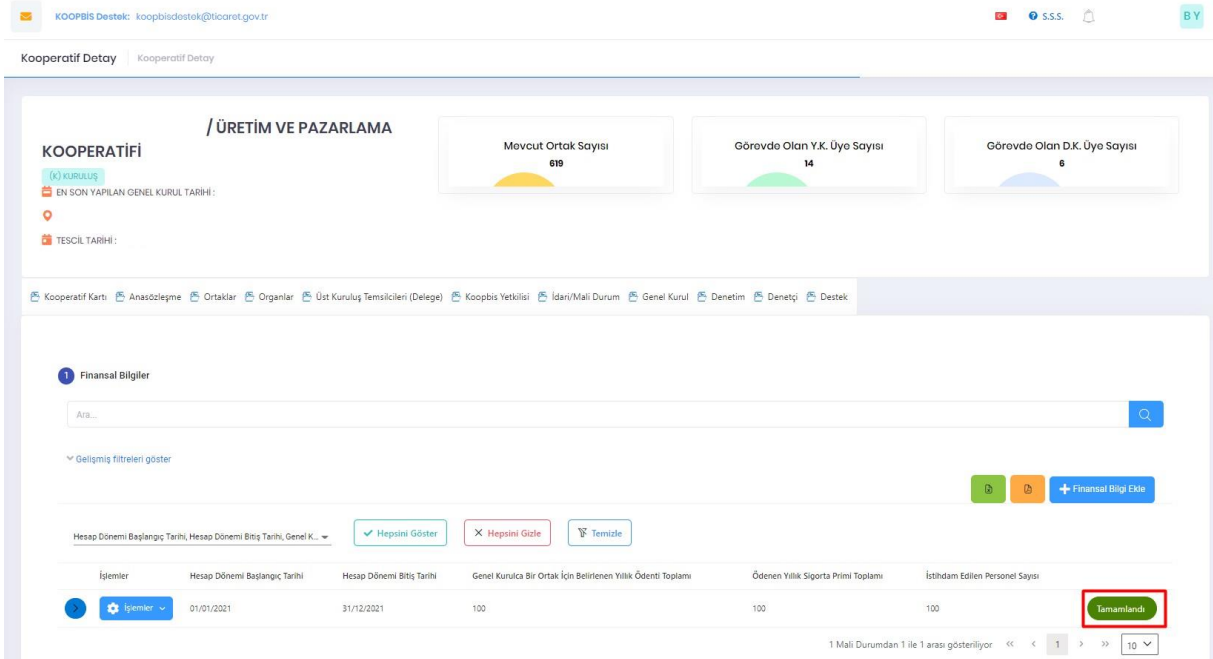 KOOPBİS Destek: koopbisdestek@ticaret.gov.tr
S.S.S.
B Y
Kooperatif Detay
Kooperatif Detay
/ ÜRETİM VE PAZARLAMA
KOOPERATİFİ
(K) KURULUŞ
EN SON YAPILAN GENEL KURUL TARİHİ :
TESCİL TARİHİ :
Mevcut Ortak Sayısı
619
Görevde Olan Y.K. Üye Sayısı
14
Görevde Olan D.K. Üye Sayısı
6
Kooperatif Kartı Anasözleşme Ortaklar Organlar Üst Kuruluş Temsilcileri (Delege) Koopbis Yetkilisi İdari/Mali Durum Genel Kurul Denetim Denetçi Destek
1 Finansal Bilgiler
Ara...
Gelişmiş filtreleri göster
Finansal Bilgi Ekle
Hesap Dönemi Başlangıç Tarihi, Hesap Dönemi Bitiş Tarihi, Genel K...
Hepsini Göster
Hepsini Gizle
Temizle
İşlemler Hesap Dönemi Başlangıç Tarihi Hesap Dönemi Bitiş Tarihi Genel Kurulca Bir Ortak İçin Belirlenen Yıllık Ödenti Toplamı Ödenen Yıllık Sigorta Primi Toplamı İstihdam Edilen Personel Sayısı
İşlemler 01/01/2021 31/12/2021 100 100 100 Tamamlandı
1 Mali Durumdan 1 ile 1 arası gösteriliyor << < 1 > >> 10